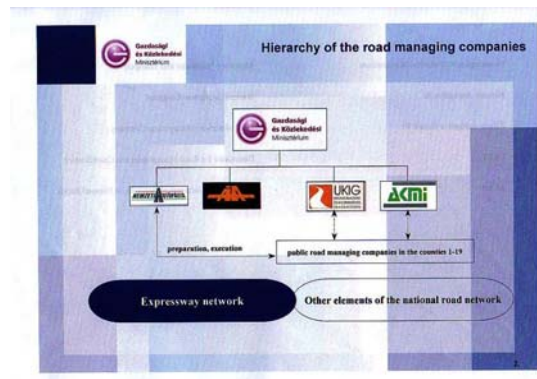 Gazdasági
és Közlekedési
Minisztérium
Hierarchy of the road managing companies
Gazdasági
és Közlekedési
Minisztérium
UKIG
ÁKMi
preparation, execution
public road managing companies in the counties 1-19
Expressway network
Other elements of the national road network
2.